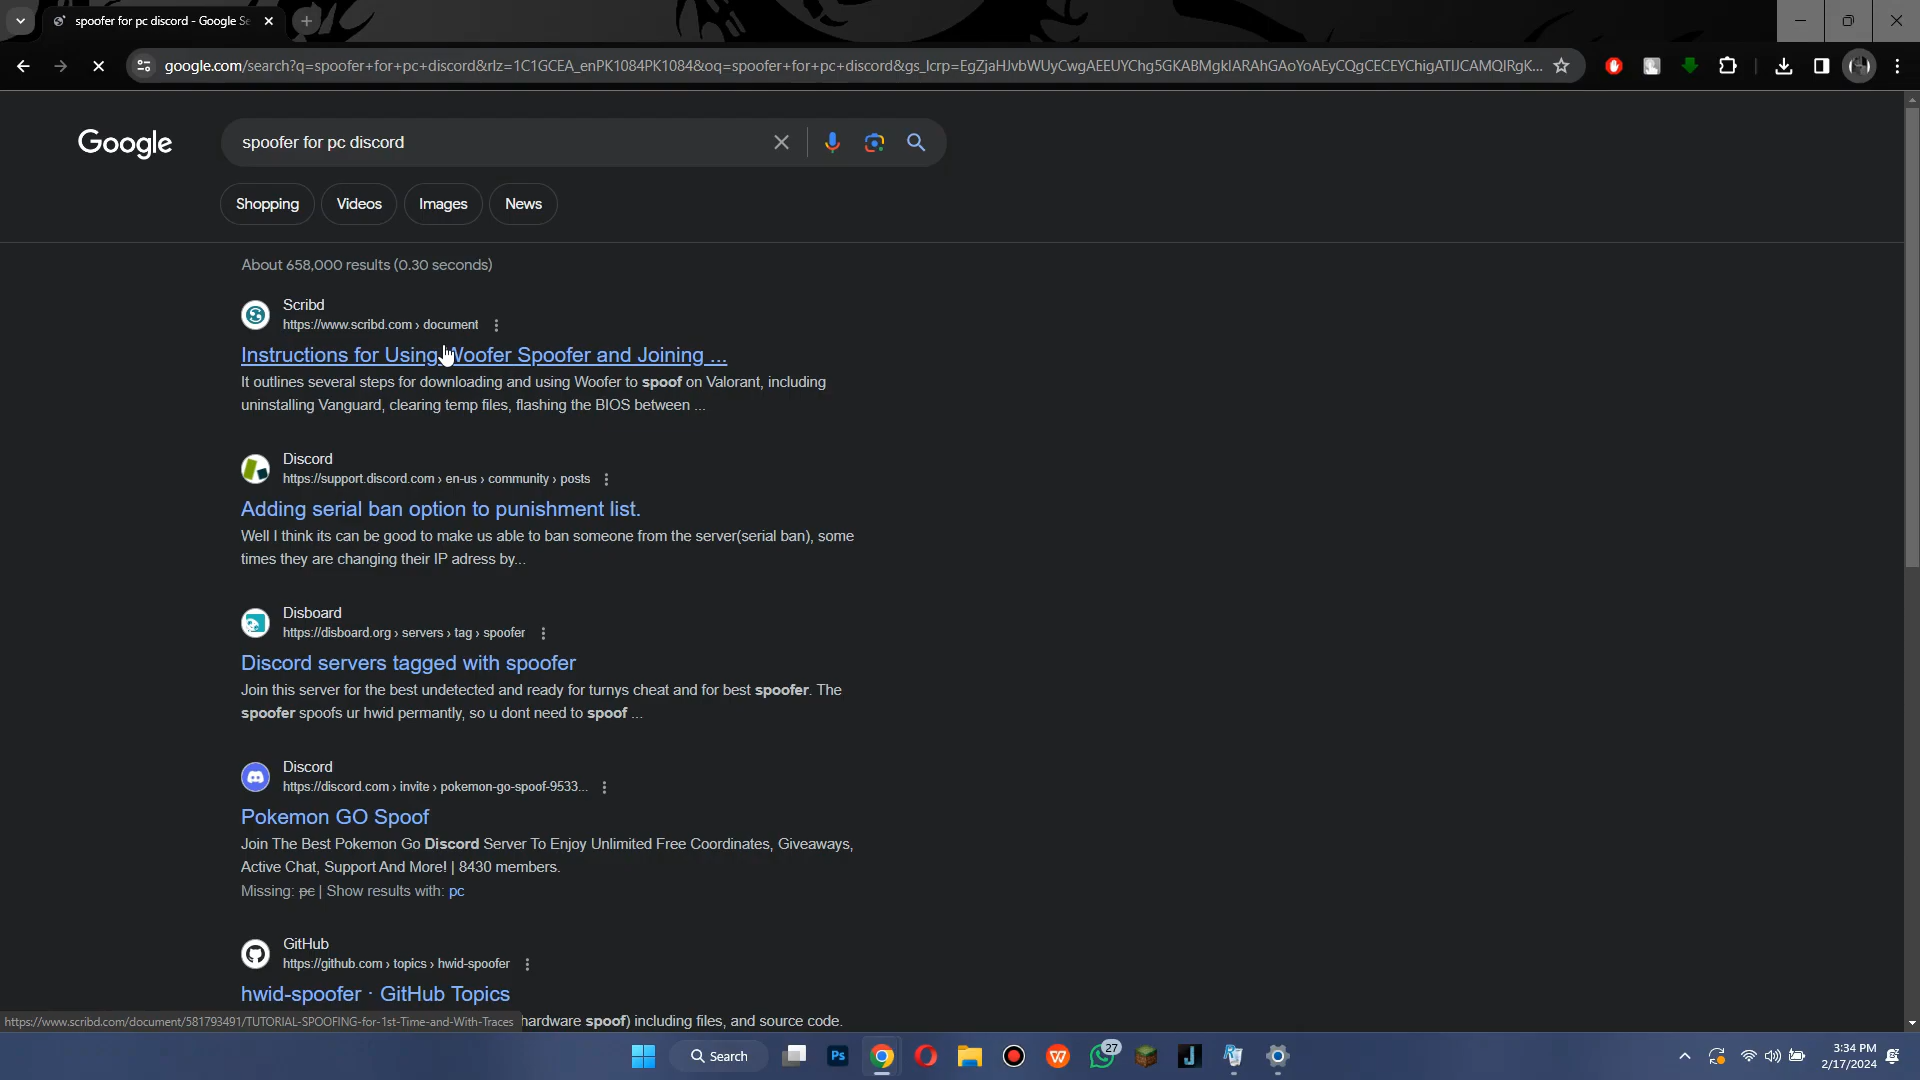 spoofer for pc discord - Google Se
google.com/search?q=spoofer+for+pc+discord&rlz=1C1GCEA_enPK1084PK1084&oq=spoofer+for+pc+discord&gs_lcrp=EgZjaHJvbWUyCwgAEEUYChg5GKABMgkIARAhGAoYoAEyCQgCECEYChigATIJCAMQIRgK...
Google
spoofer for pc discord
Shopping
Videos
Images
News
About 658,000 results (0.30 seconds)
Scribd
https://www.scribd.com › document
Instructions for Using Woofer Spoofer and Joining ...
It outlines several steps for downloading and using Woofer to spoof on Valorant, including
uninstalling Vanguard, clearing temp files, flashing the BIOS between ...
Discord
https://support.discord.com › en-us › community › posts
Adding serial ban option to punishment list.
Well I think its can be good to make us able to ban someone from the server(serial ban), some
times they are changing their IP adress by...
Disboard
https://disboard.org › servers › tag › spoofer
Discord servers tagged with spoofer
Join this server for the best undetected and ready for turnys cheat and for best spoofer. The
spoofer spoofs ur hwid permantly, so u dont need to spoof ...
Discord
https://discord.com › invite › pokemon-go-spoof-9533...
Pokemon GO Spoof
Join The Best Pokemon Go Discord Server To Enjoy Unlimited Free Coordinates, Giveaways,
Active Chat, Support And More! | 8430 members.
Missing: pc | Show results with: pc
GitHub
https://github.com › topics › hwid-spoofer
hwid-spoofer · GitHub Topics
hardware spoof) including files, and source code.
https://www.scribd.com/document/581793491/TUTORIAL-SPOOFING-for-1st-Time-and-With-Traces
Search
Ps
27
3:34 PM
2/17/2024